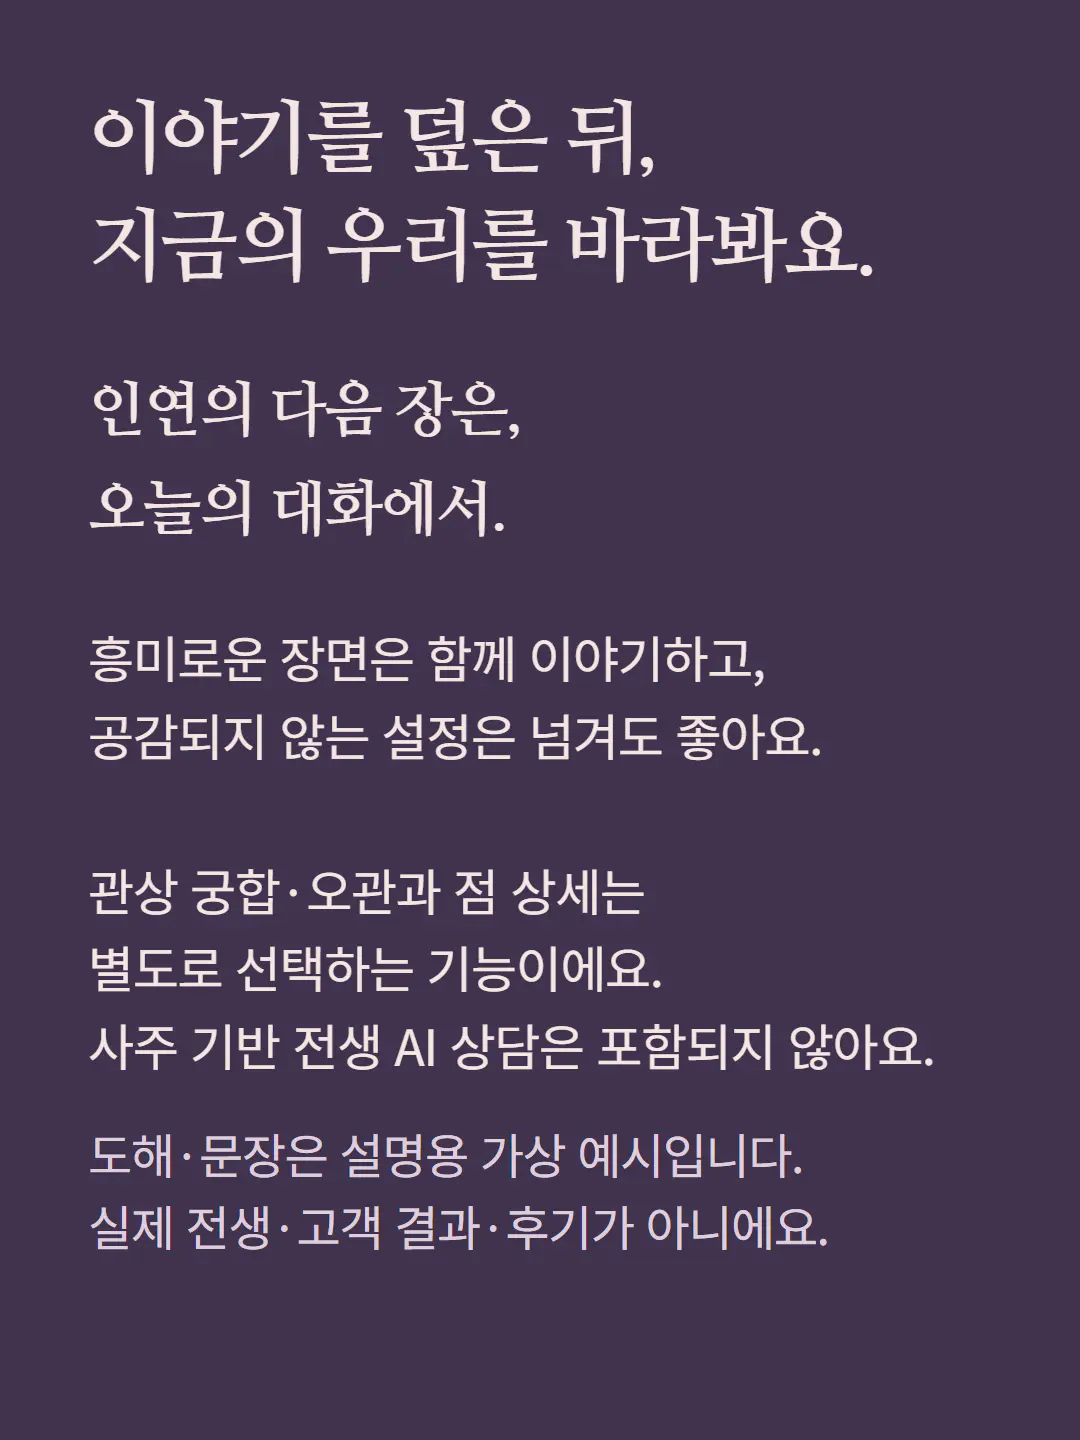 이야기를 덮은 뒤,
지금의 우리를 바라봐요.
인연의 다음 장은,
오늘의 대화에서.
흥미로운 장면은 함께 이야기하고,
공감되지 않는 설정은 넘겨도 좋아요.
관상 궁합·오관과 점 상세는
별도로 선택하는 기능이에요.
사주 기반 전생 AI 상담은 포함되지 않아요.
도해·문장은 설명용 가상 예시입니다.
실제 전생·고객 결과·후기가 아니에요.